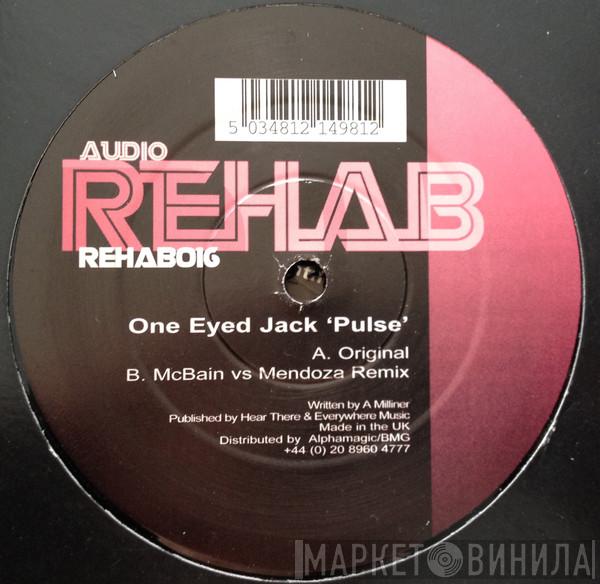 5 034812 149812
AUDIO
REHAB
REHAB016
One Eyed Jack ‘Pulse’
A. Original
B. McBain vs Mendoza Remix
Written by A Milliner
Published by Hear There & Everywhere Music
Made in the UK
Distributed by Alphamagic/BMG
+44 (0) 20 8960 4777
МАРКЕТ ВИНИЛА